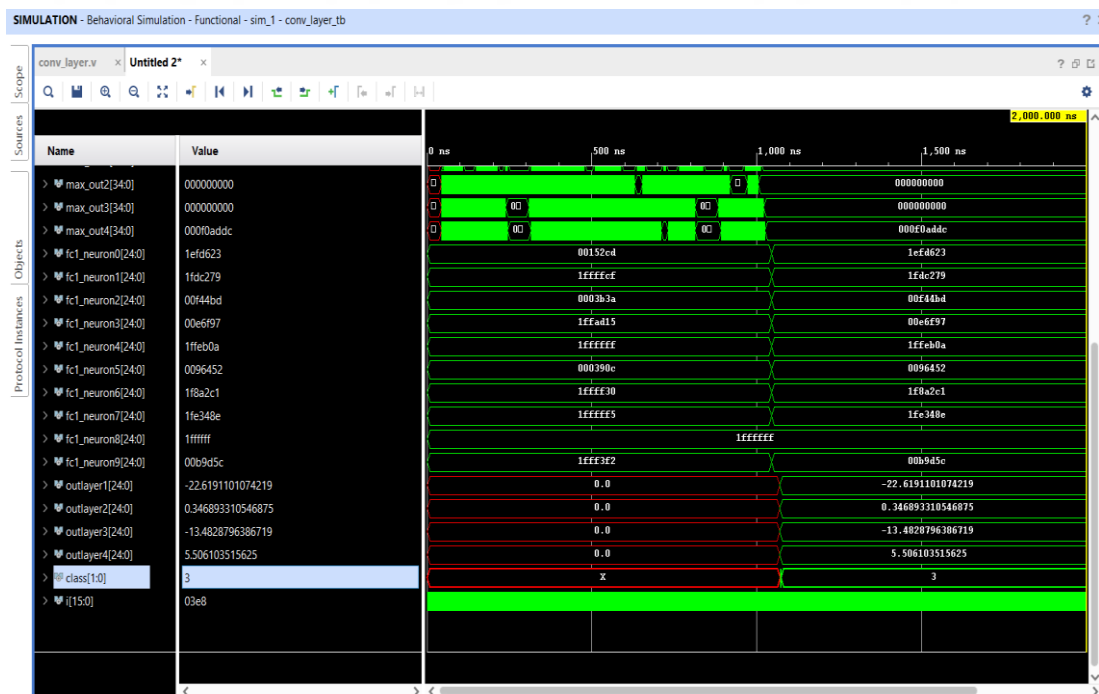 SIMULATION - Behavioral Simulation - Functional - sim_1 - conv_layer_tb
?
Scope
Sources
Objects
Protocol Instances
conv_layer.v × Untitled 2* ×
?
2,000.000 ns
Name Value
0 ns 500 ns 1,000 ns 1,500 ns
max_out2[34:0] 000000000 000000000
max_out3[34:0] 000000000 0 0 000000000
max_out4[34:0] 000f0addc 0 0 000f0addc
fc1_neuron0[24:0] 1efd623 00152cd 1efd623
fc1_neuron1[24:0] 1fdc279 1ffffcf 1fdc279
fc1_neuron2[24:0] 00f44bd 0003b3a 00f44bd
fc1_neuron3[24:0] 00e6f97 1ffad15 00e6f97
fc1_neuron4[24:0] 1ffeb0a 1ffffff 1ffeb0a
fc1_neuron5[24:0] 0096452 000390c 0096452
fc1_neuron6[24:0] 1f8a2c1 1ffff30 1f8a2c1
fc1_neuron7[24:0] 1fe348e 1fffff5 1fe348e
fc1_neuron8[24:0] 1ffffff 1ffffff
fc1_neuron9[24:0] 00b9d5c 1fff3f2 00b9d5c
outlayer1[24:0] -22.6191101074219 0.0 -22.6191101074219
outlayer2[24:0] 0.346893310546875 0.0 0.346893310546875
outlayer3[24:0] -13.4828796386719 0.0 -13.4828796386719
outlayer4[24:0] 5.506103515625 0.0 5.506103515625
class[1:0] 3 X 3
i[15:0] 03e8